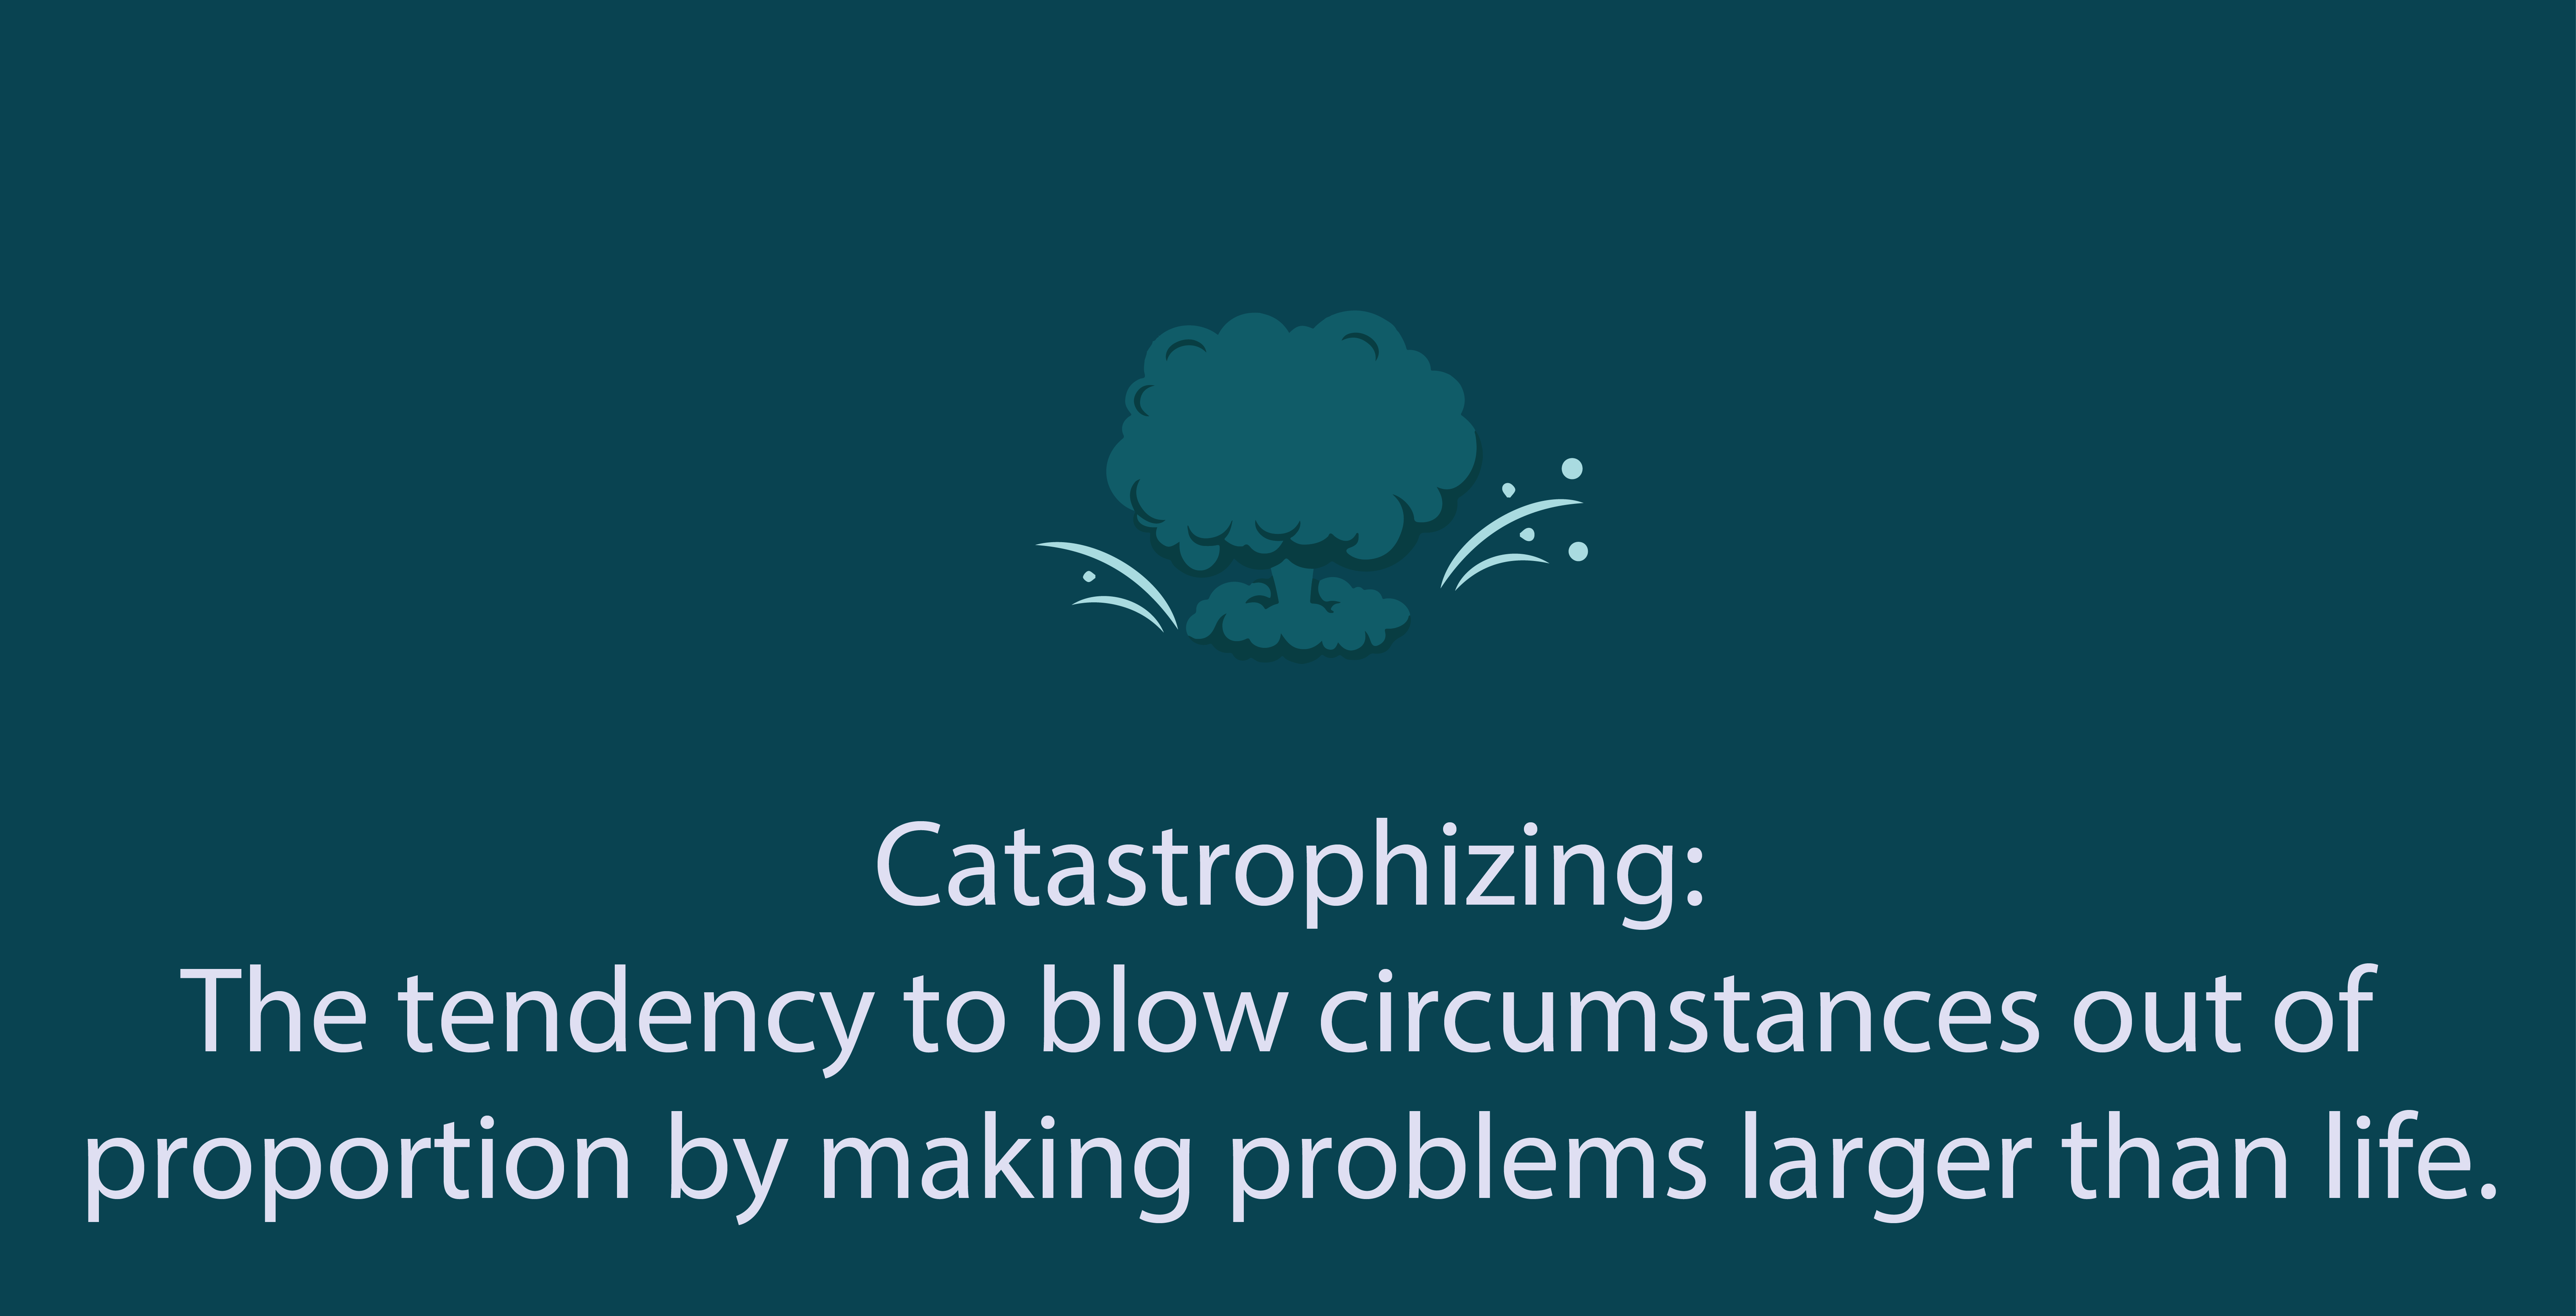 Catastrophizing:
The tendency to blow circumstances out of
proportion by making problems larger than life.